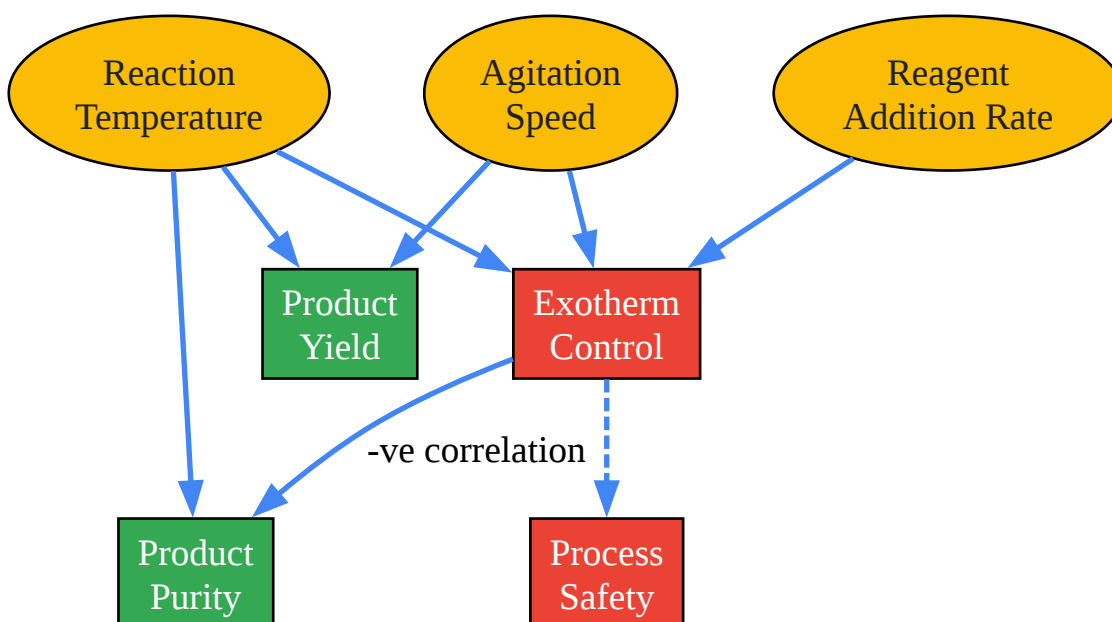 Reaction
Temperature
Agitation
Speed
Reagent
Addition Rate
Product
Yield
Exotherm
Control
-ve correlation
Product
Purity
Process
Safety